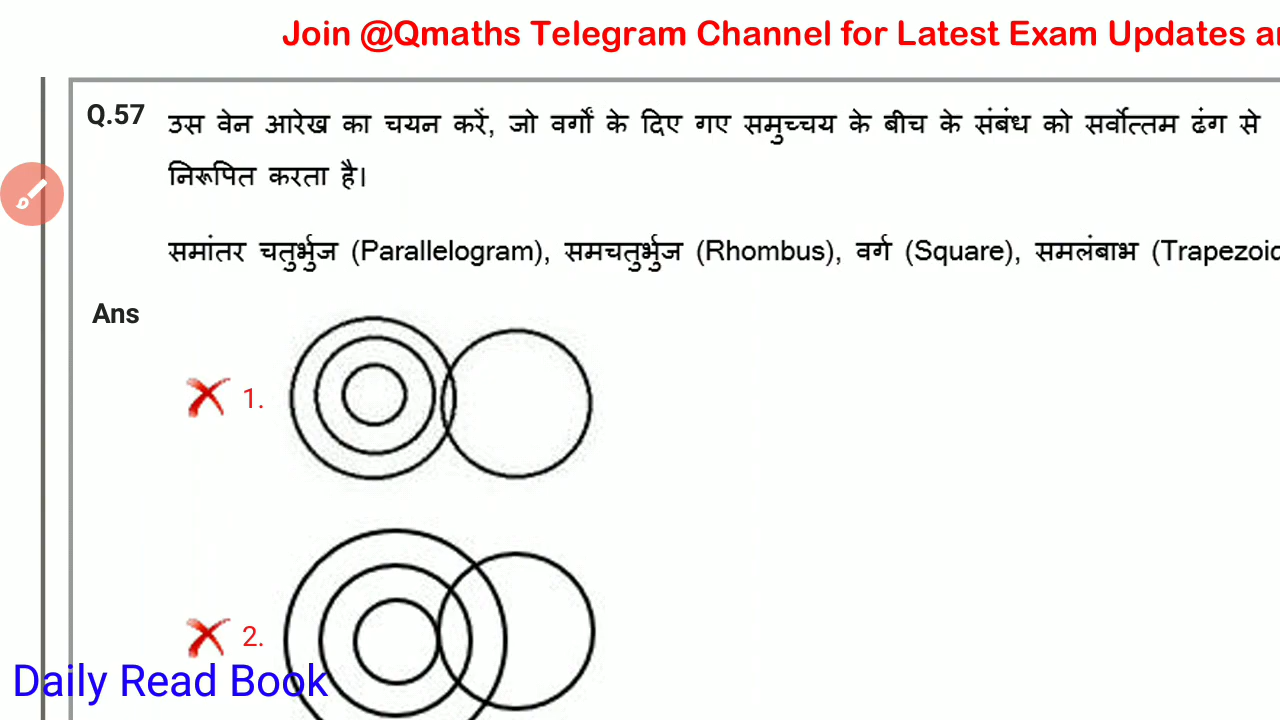 Join @Qmaths Telegram Channel for Latest Exam Updates
Q.57 उस वेन आरेख का चयन करें, जो वर्गों के दिए गए समुच्चय के बीच के संबंध को सर्वोत्तम ढंग से
निरूपित करता है।
समांतर चतुर्भुज (Parallelogram), समचतुर्भुज (Rhombus), वर्ग (Square), समलंबाभ (Trapezoid
Ans
1.
2.
Daily Read Book